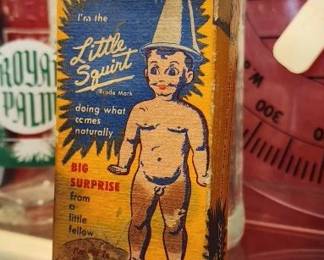 I'm the
Little
Squirt
Trade Mark
doing what
comes
naturally
BIG
SURPRISE
from
a
little
fellow
ROYAL
PALM
300